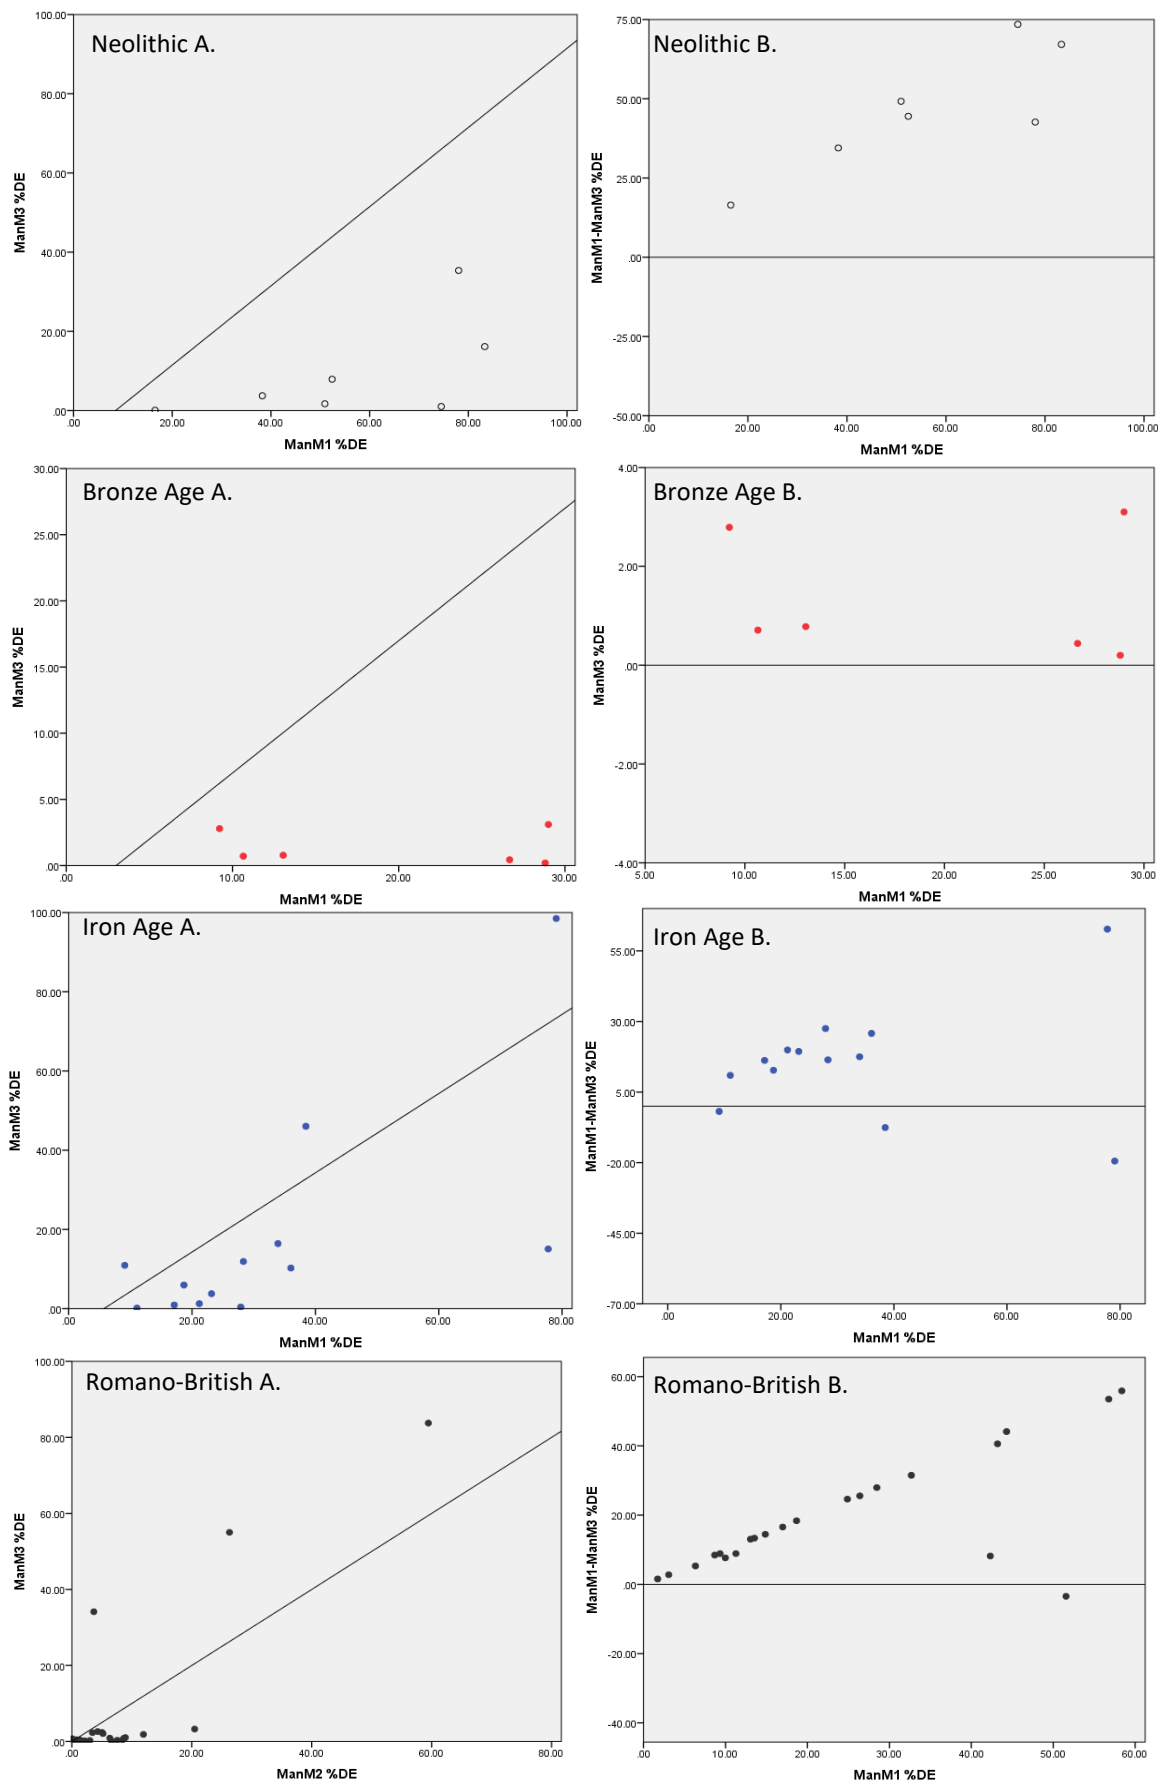 Neolithic A.
100.00
80.00
60.00
40.00
20.00
.00
ManM3 %DE
.00 20.00 40.00 60.00 80.00 100.00
ManM1 %DE
Neolithic B.
75.00
50.00
25.00
.00
-25.00
-50.00
ManM1-ManM3 %DE
.00 20.00 40.00 60.00 80.00 100.00
ManM1 %DE
Bronze Age A.
30.00
25.00
20.00
15.00
10.00
5.00
.00
ManM3 %DE
.00 10.00 20.00 30.00
ManM1 %DE
Bronze Age B.
4.00
2.00
.00
-2.00
-4.00
ManM3 %DE
5.00 10.00 15.00 20.00 25.00 30.00
ManM1 %DE
Iron Age A.
100.00
80.00
60.00
40.00
20.00
.00
ManM3 %DE
.00 20.00 40.00 60.00 80.00
ManM1 %DE
Iron Age B.
55.00
30.00
5.00
-20.00
-45.00
-70.00
ManM1-ManM3 %DE
.00 20.00 40.00 60.00 80.00
ManM1 %DE
Romano-British A.
100.00
80.00
60.00
40.00
20.00
.00
ManM3 %DE
.00 20.00 40.00 60.00 80.00
ManM2 %DE
Romano-British B.
60.00
40.00
20.00
.00
-20.00
-40.00
ManM1-ManM3 %DE
.00 10.00 20.00 30.00 40.00 50.00 60.00
ManM1 %DE